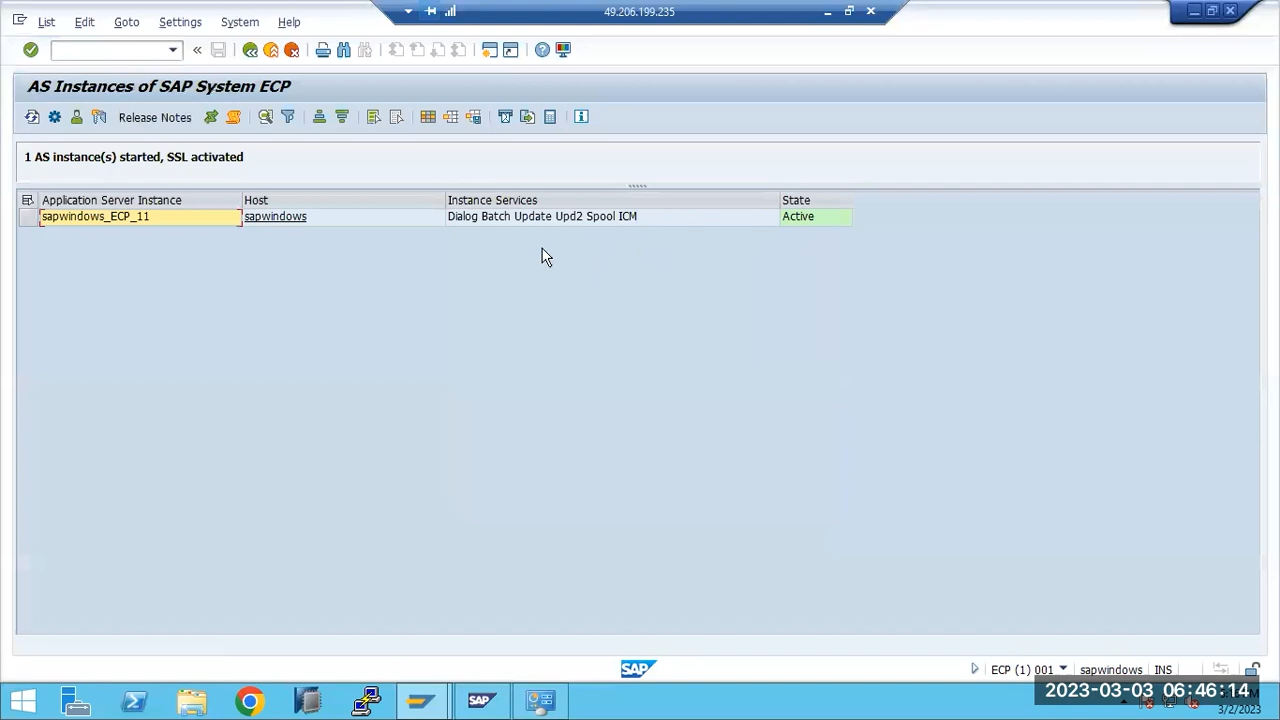 49.206.199.235
List Edit Goto Settings System Help
AS Instances of SAP System ECP
Release Notes
1 AS instance(s) started, SSL activated
Application Server Instance Host Instance Services State
sapwindows_ECP_11 sapwindows Dialog Batch Update Upd2 Spool ICM Active
SAP
ECP (1) 001 sapwindows INS
SAP
2023-03-03 06:46:14
3/2/2023